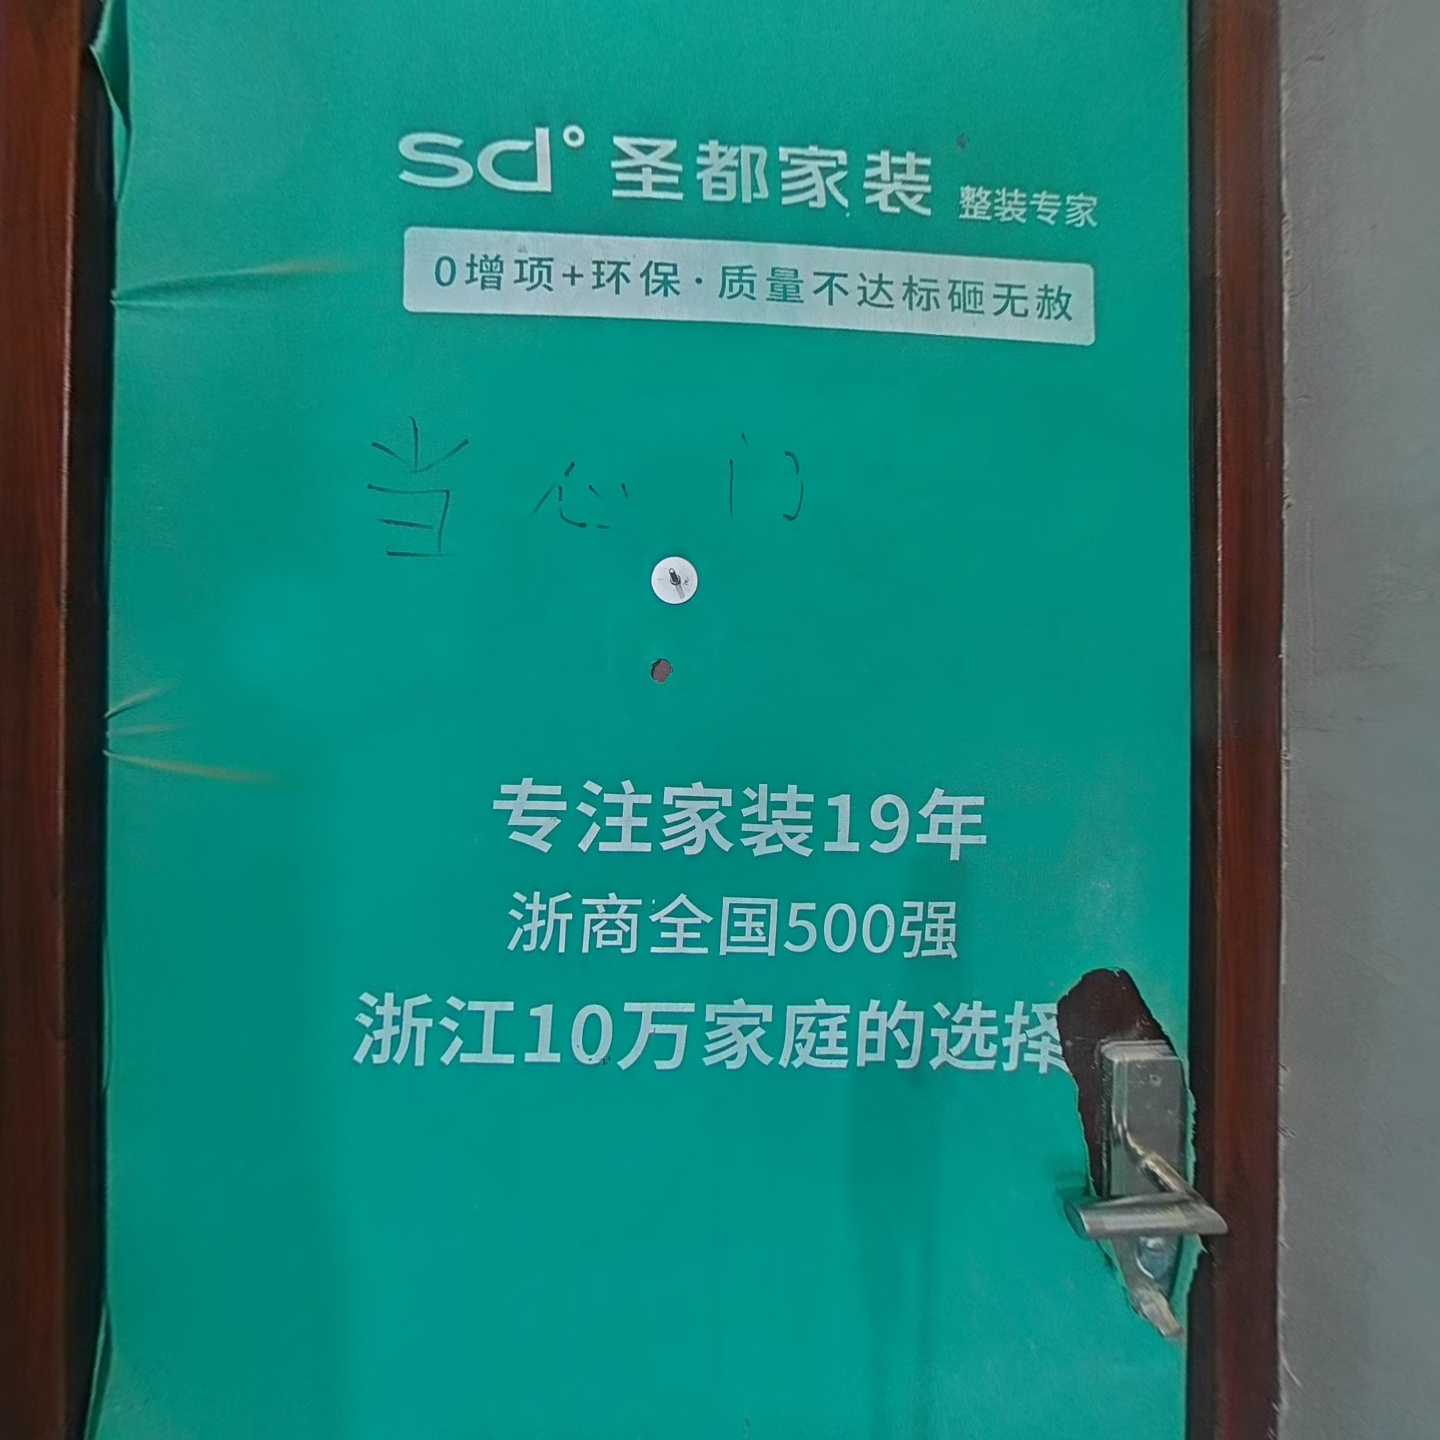 sd° 圣都家装 整装专家
0增项+环保·质量不达标砸无赦
当心门
专注家装19年
浙商全国500强
浙江10万家庭的选择